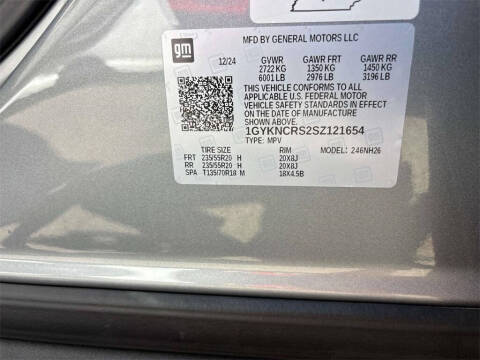 gm
MFD BY GENERAL MOTORS LLC
12/24 GVWR GAWR FRT GAWR RR
2722 KG 1350 KG 1450 KG
6001 LB 2976 LB 3196 LB
THIS VEHICLE CONFORMS TO ALL
APPLICABLE U.S. FEDERAL MOTOR
VEHICLE SAFETY STANDARDS IN EFFECT ON
THE DATE OF MANUFACTURE SHOWN ABOVE.
1GYKNCRS2SZ121654
TYPE: MPV
TIRE SIZE RIM MODEL: 246NH26
FRT 235/55R20 H 20X8J
RR 235/55R20 H 20X8J
SPA T135/70R18 M 18X4.5B